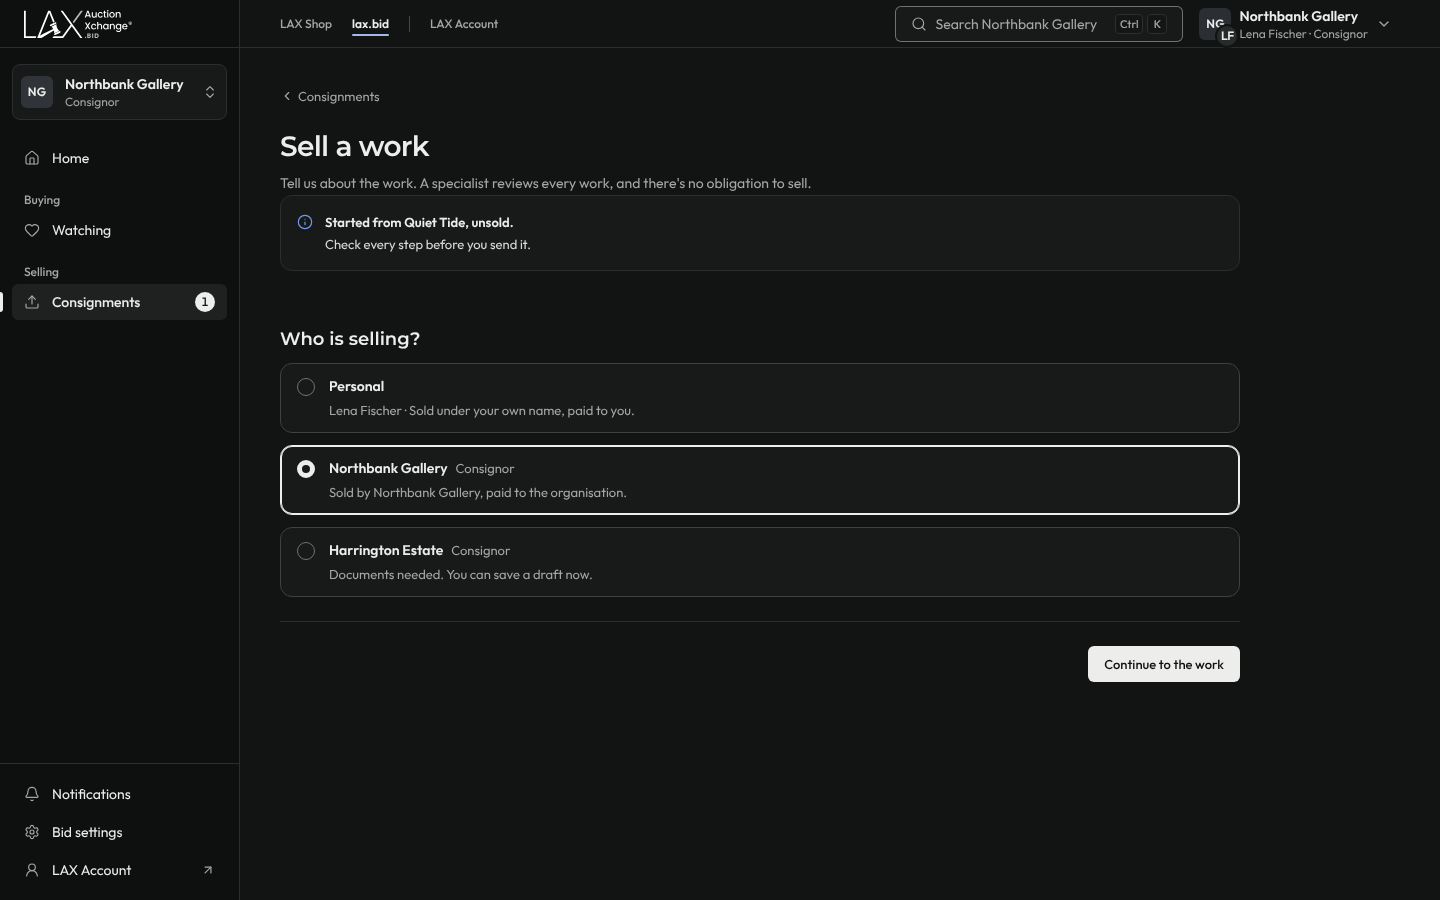 LAX Auction
Xchange®
.BID
LAX Shop
lax.bid
LAX Account
Search Northbank Gallery
Ctrl K
NG
LF
Northbank Gallery
Lena Fischer · Consignor
NG
Northbank Gallery
Consignor
Home
Buying
Watching
Selling
Consignments
1
Notifications
Bid settings
LAX Account
Consignments
Sell a work
Tell us about the work. A specialist reviews every work, and there's no obligation to sell.
Started from Quiet Tide, unsold.
Check every step before you send it.
Who is selling?
Personal
Lena Fischer · Sold under your own name, paid to you.
Northbank Gallery Consignor
Sold by Northbank Gallery, paid to the organisation.
Harrington Estate Consignor
Documents needed. You can save a draft now.
Continue to the work